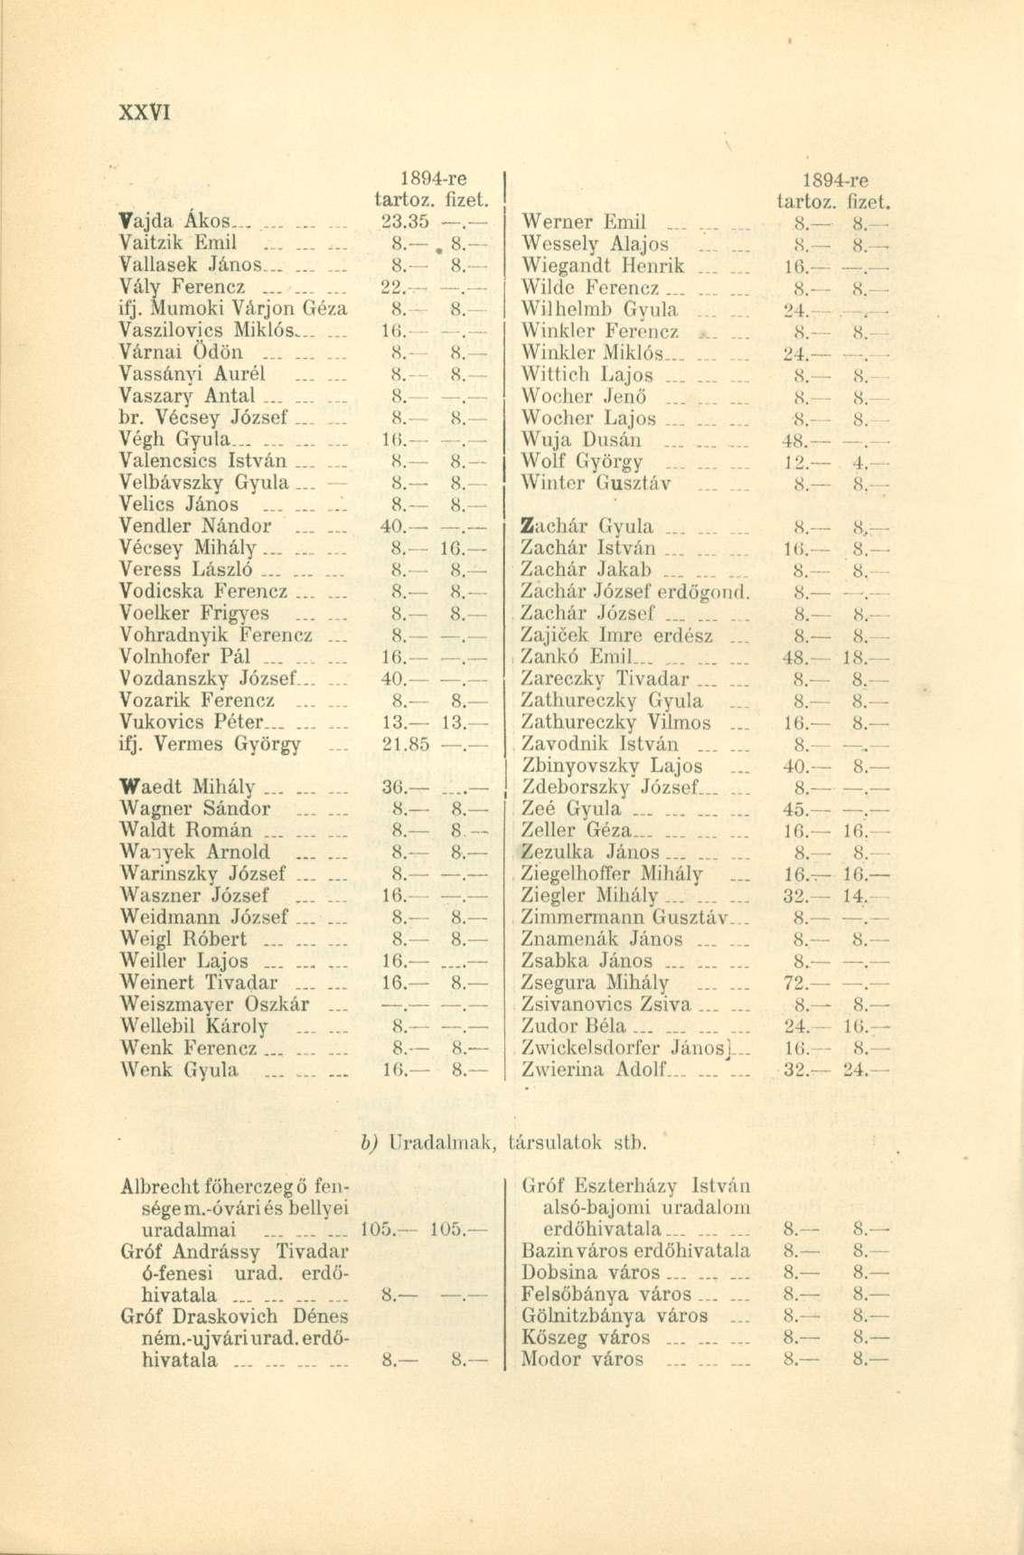 XXVI
1894-re
tartoz. fizet.
Vajda Ákos 23.35 —.—
Vaitzik Emil 8.— 8.—
Vallasek János 8.— 8.—
Vály Ferencz 22.— —.—
ifj. Mumoki Várjon Géza 8.— 8.—
Vaszilovics Miklós 16.— —.—
Várnai Ödön 8.— 8.—
Vassányi Aurél 8.— 8.—
Vaszary Antal 8.— —.—
br. Vécsey József 8.— 8.—
Végh Gyula 16.— —.—
Valencsics István 8.— 8.—
Velbávszky Gyula 8.— 8.—
Velics János 8.— 8.—
Vendler Nándor 40.— —.—
Vécsey Mihály 8.— 16.—
Veress László 8.— 8.—
Vodicska Ferencz 8.— 8.—
Voelker Frigyes 8.— 8.—
Vohradnyik Ferencz 8.— —.—
Volnhofer Pál 16.— —.—
Vozdanszky József 40.— —.—
Vozarik Ferencz 8.— 8.—
Vukovics Péter 13.— 13.—
ifj. Vermes György 21.85 —.—
Waedt Mihály 36.— —.—
Wagner Sándor 8.— 8.—
Waldt Román 8.— 8.—
Wanyek Arnold 8.— 8.—
Warinszky József 8.— —.—
Waszner József 16.— —.—
Weidmann József 8.— 8.—
Weigl Róbert 8.— 8.—
Weiller Lajos 16.— —.—
Weinert Tivadar 16.— 8.—
Weiszmayer Oszkár —.— —.—
Wellebil Károly 8.— —.—
Wenk Ferencz 8.— 8.—
Wenk Gyula 16.— 8.—
1894-re
tartoz. fizet.
Werner Emil 8.— 8.—
Wessely Alajos 8.— 8.—
Wiegandt Henrik 16.— —.—
Wilde Ferencz 8.— 8.—
Wilhelmb Gyula 24.— —.—
Winkler Ferencz 8.— 8.—
Winkler Miklós 24.— —.—
Wittich Lajos 8.— 8.—
Wocher Jenő 8.— 8.—
Wocher Lajos 8.— 8.—
Wuja Dusán 48.— —.—
Wolf György 12.— 4.—
Winter Gusztáv 8.— 8.—
Zachár Gyula 8.— 8.—
Zachár István 16.— 8.—
Zachár Jakab 8.— 8.—
Zachár József erdőgond. 8.— —.—
Zachár József 8.— 8.—
Zajiček Imre erdész 8.— 8.—
Zankó Emil 48.— 18.—
Zareczky Tivadar 8.— 8.—
Zathureczky Gyula 8.— 8.—
Zathureczky Vilmos 16.— 8.—
Zavodnik István 8.— —.—
Zbinyovszky Lajos 40.— 8.—
Zdeborszky József 8.— —.—
Zeé Gyula 45.— —.—
Zeller Géza 16.— 16.—
Zezulka János 8.— 8.—
Ziegelhoffer Mihály 16.— 16.—
Ziegler Mihály 32.— 14.—
Zimmermann Gusztáv 8.— —.—
Znamenák János 8.— 8.—
Zsabka János 8.— —.—
Zsegura Mihály 72.— —.—
Zsivanovics Zsiva 8.— 8.—
Zudor Béla 24.— 16.—
Zwickelsdorfer János 16.— 8.—
Zwierina Adolf 32.— 24.—
b) Uradalmak, társulatok stb.
Albrecht főherczeg ő fen-
sége m.-óvári és bellyei
uradalmai 105.— 105.—
Gróf Andrássy Tivadar
ó-fenesi urad. erdő-
hivatala 8.— —.—
Gróf Draskovich Dénes
ném.-ujvári urad. erdő-
hivatala 8.— 8.—
Gróf Eszterházy István
alsó-bajomi uradalom
erdőhivatala 8.— 8.—
Bazin város erdőhivatala 8.— 8.—
Dobsina város 8.— 8.—
Felsőbánya város 8.— 8.—
Gölnitzbánya város 8.— 8.—
Kőszeg város 8.— 8.—
Modor város 8.— 8.—